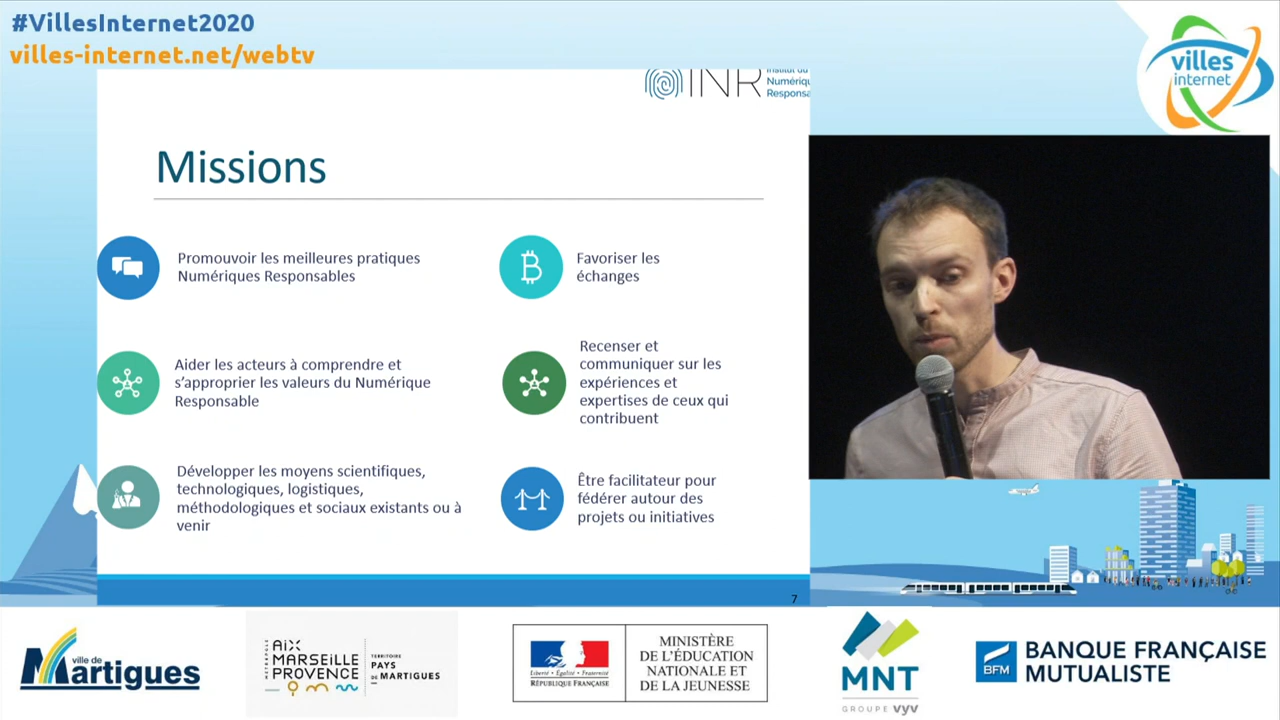 #VillesInternet2020
villes-internet.net/webtv
villes
internet
INR
Numériqu
Responsa
Missions
Promouvoir les meilleures pratiques
Numériques Responsables
Favoriser les
échanges
Aider les acteurs à comprendre et
s’approprier les valeurs du Numérique
Responsable
Recenser et
communiquer sur les
expériences et
expertises de ceux qui
contribuent
Développer les moyens scientifiques,
technologiques, logistiques,
méthodologiques et sociaux existants ou à
venir
Être facilitateur pour
fédérer autour des
projets ou initiatives
7
ville de
Martigues
MÉTROPOLE
AIX
MARSEILLE
PROVENCE
TERRITOIRE
PAYS
DE MARTIGUES
Liberté • Égalité • Fraternité
RÉPUBLIQUE FRANÇAISE
MINISTÈRE
DE L'ÉDUCATION
NATIONALE ET
DE LA JEUNESSE
MNT
GROUPE vyv
BFM
BANQUE FRANÇAISE
MUTUALISTE